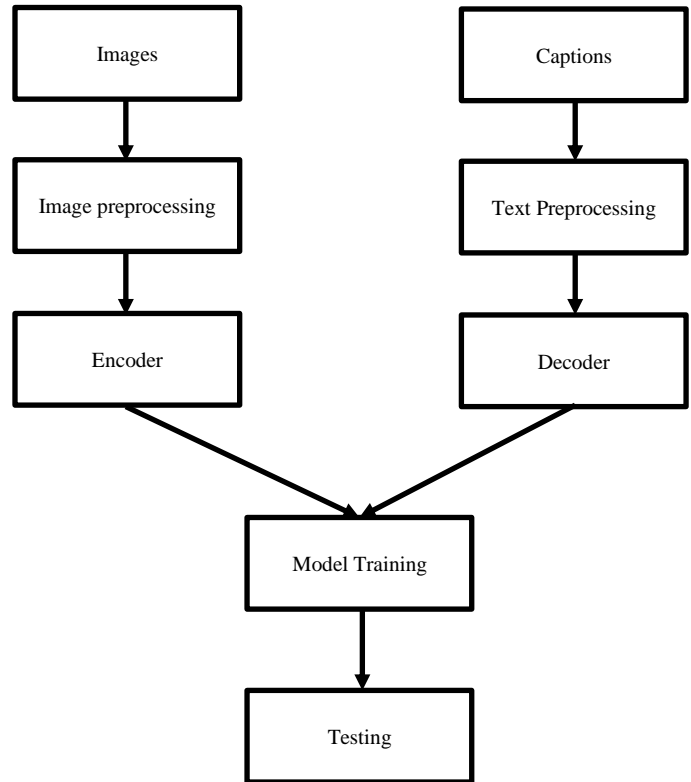 Images
Captions
Image preprocessing
Text Preprocessing
Encoder
Decoder
Model Training
Testing